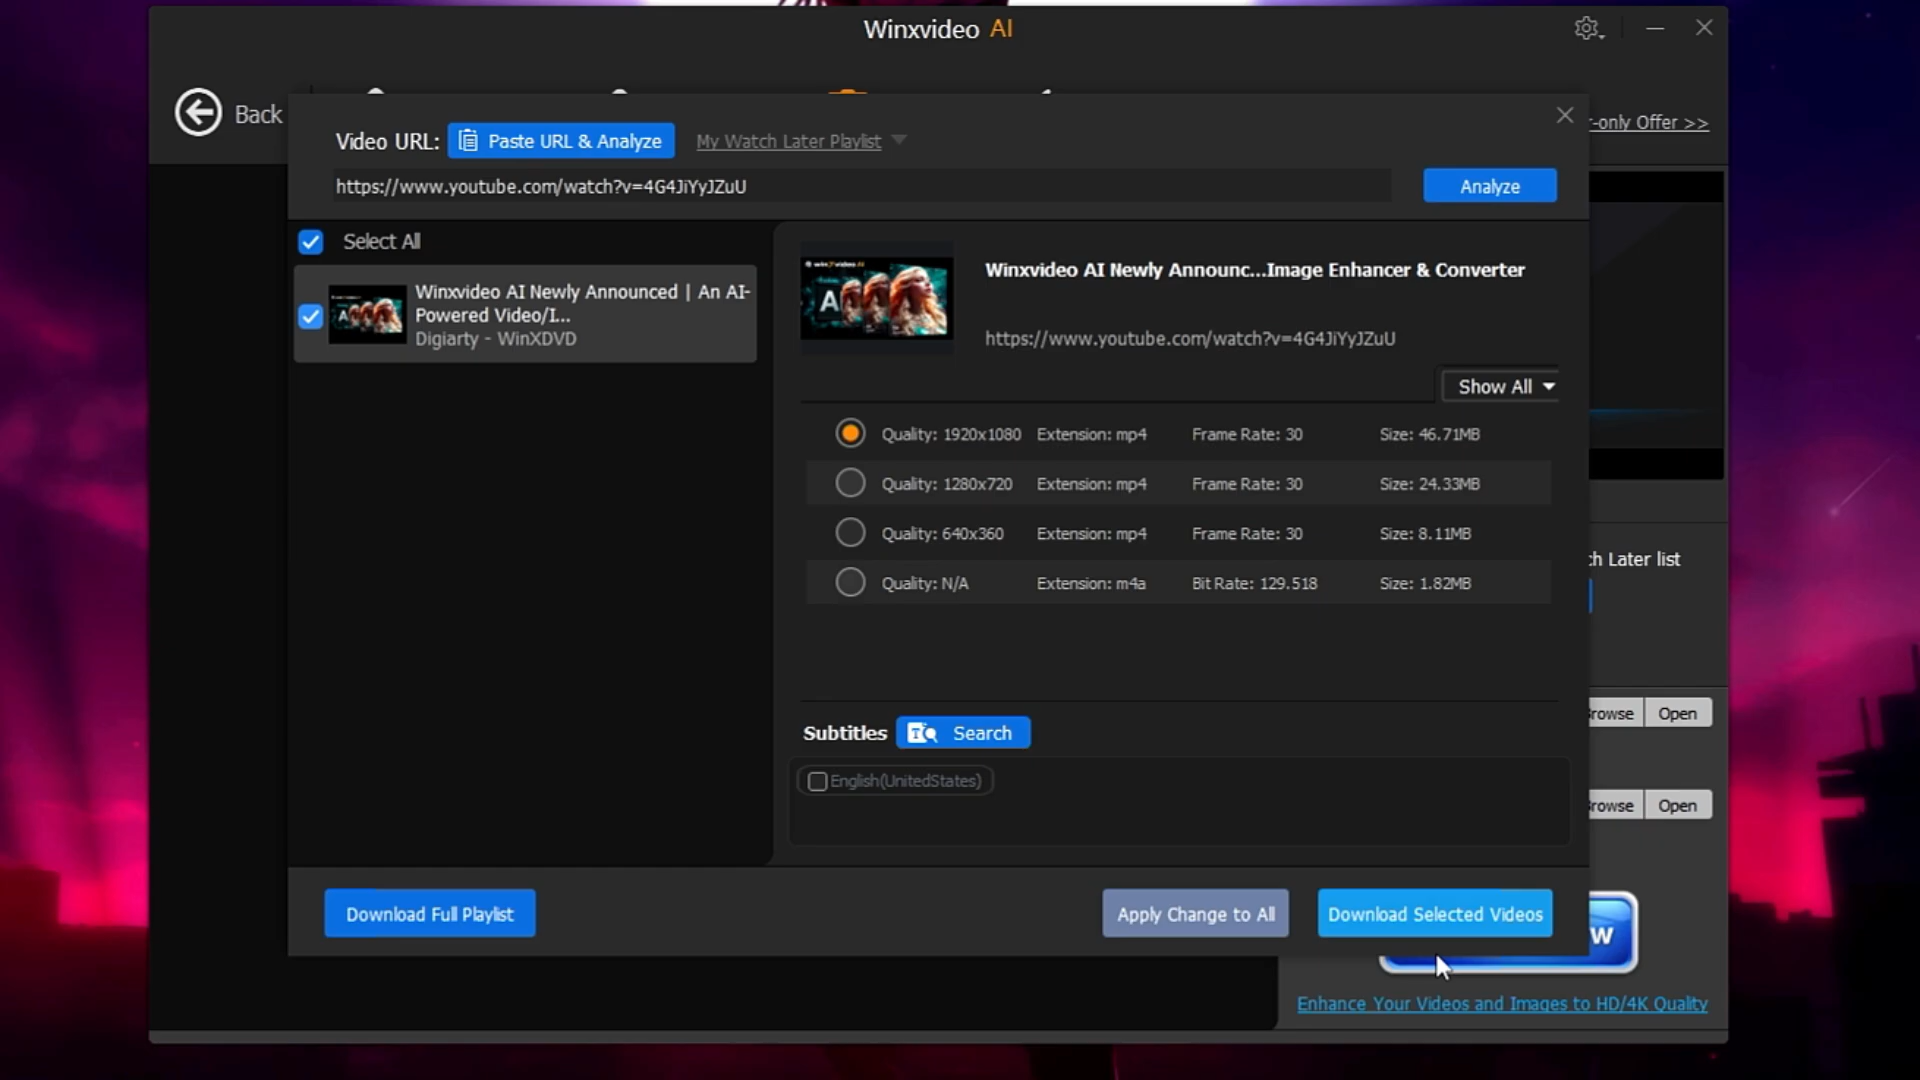 Winxvideo AI
Back
r-only Offer >>
Video URL: Paste URL & Analyze My Watch Later Playlist
https://www.youtube.com/watch?v=4G4JiYyJZuU
Analyze
Select All
Winxvideo AI Newly Announced | An AI-
Powered Video/I...
Digiarty - WinXDVD
Winxvideo AI Newly Announc...Image Enhancer & Converter
https://www.youtube.com/watch?v=4G4JiYyJZuU
Show All
Quality: 1920x1080 Extension: mp4 Frame Rate: 30 Size: 46.71MB
Quality: 1280x720 Extension: mp4 Frame Rate: 30 Size: 24.33MB
Quality: 640x360 Extension: mp4 Frame Rate: 30 Size: 8.11MB
Quality: N/A Extension: m4a Bit Rate: 129.518 Size: 1.82MB
ch Later list
Subtitles Search
English(UnitedStates)
rowse Open
rowse Open
Download Full Playlist
Apply Change to All
Download Selected Videos
W
Enhance Your Videos and Images to HD/4K Quality